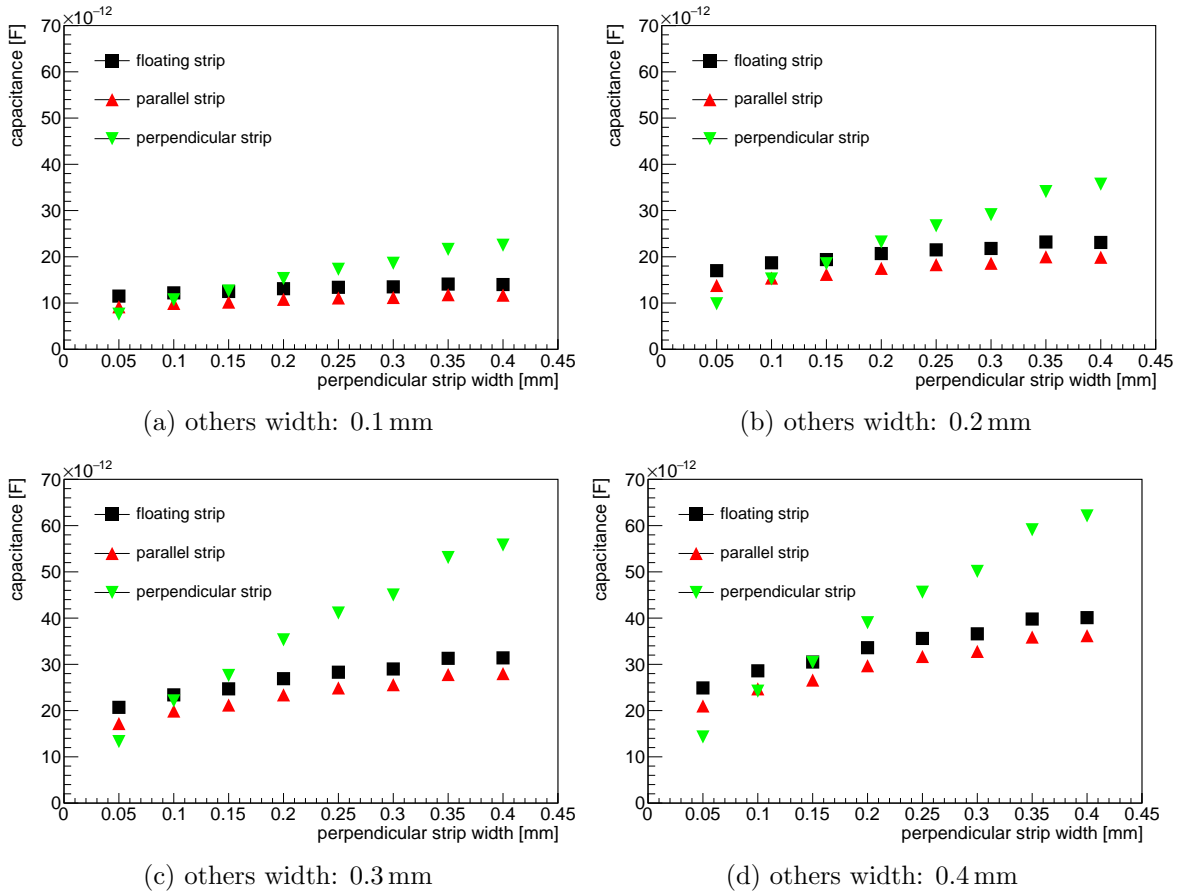 ×10⁻¹²
capacitance [F]
70
60
50
40
30
20
10
0
floating strip
parallel strip
perpendicular strip
0 0.05 0.1 0.15 0.2 0.25 0.3 0.35 0.4 0.45
perpendicular strip width [mm]
(a) others width: 0.1 mm
×10⁻¹²
capacitance [F]
70
60
50
40
30
20
10
0
floating strip
parallel strip
perpendicular strip
0 0.05 0.1 0.15 0.2 0.25 0.3 0.35 0.4 0.45
perpendicular strip width [mm]
(b) others width: 0.2 mm
×10⁻¹²
capacitance [F]
70
60
50
40
30
20
10
0
floating strip
parallel strip
perpendicular strip
0 0.05 0.1 0.15 0.2 0.25 0.3 0.35 0.4 0.45
perpendicular strip width [mm]
(c) others width: 0.3 mm
×10⁻¹²
capacitance [F]
70
60
50
40
30
20
10
0
floating strip
parallel strip
perpendicular strip
0 0.05 0.1 0.15 0.2 0.25 0.3 0.35 0.4 0.45
perpendicular strip width [mm]
(d) others width: 0.4 mm